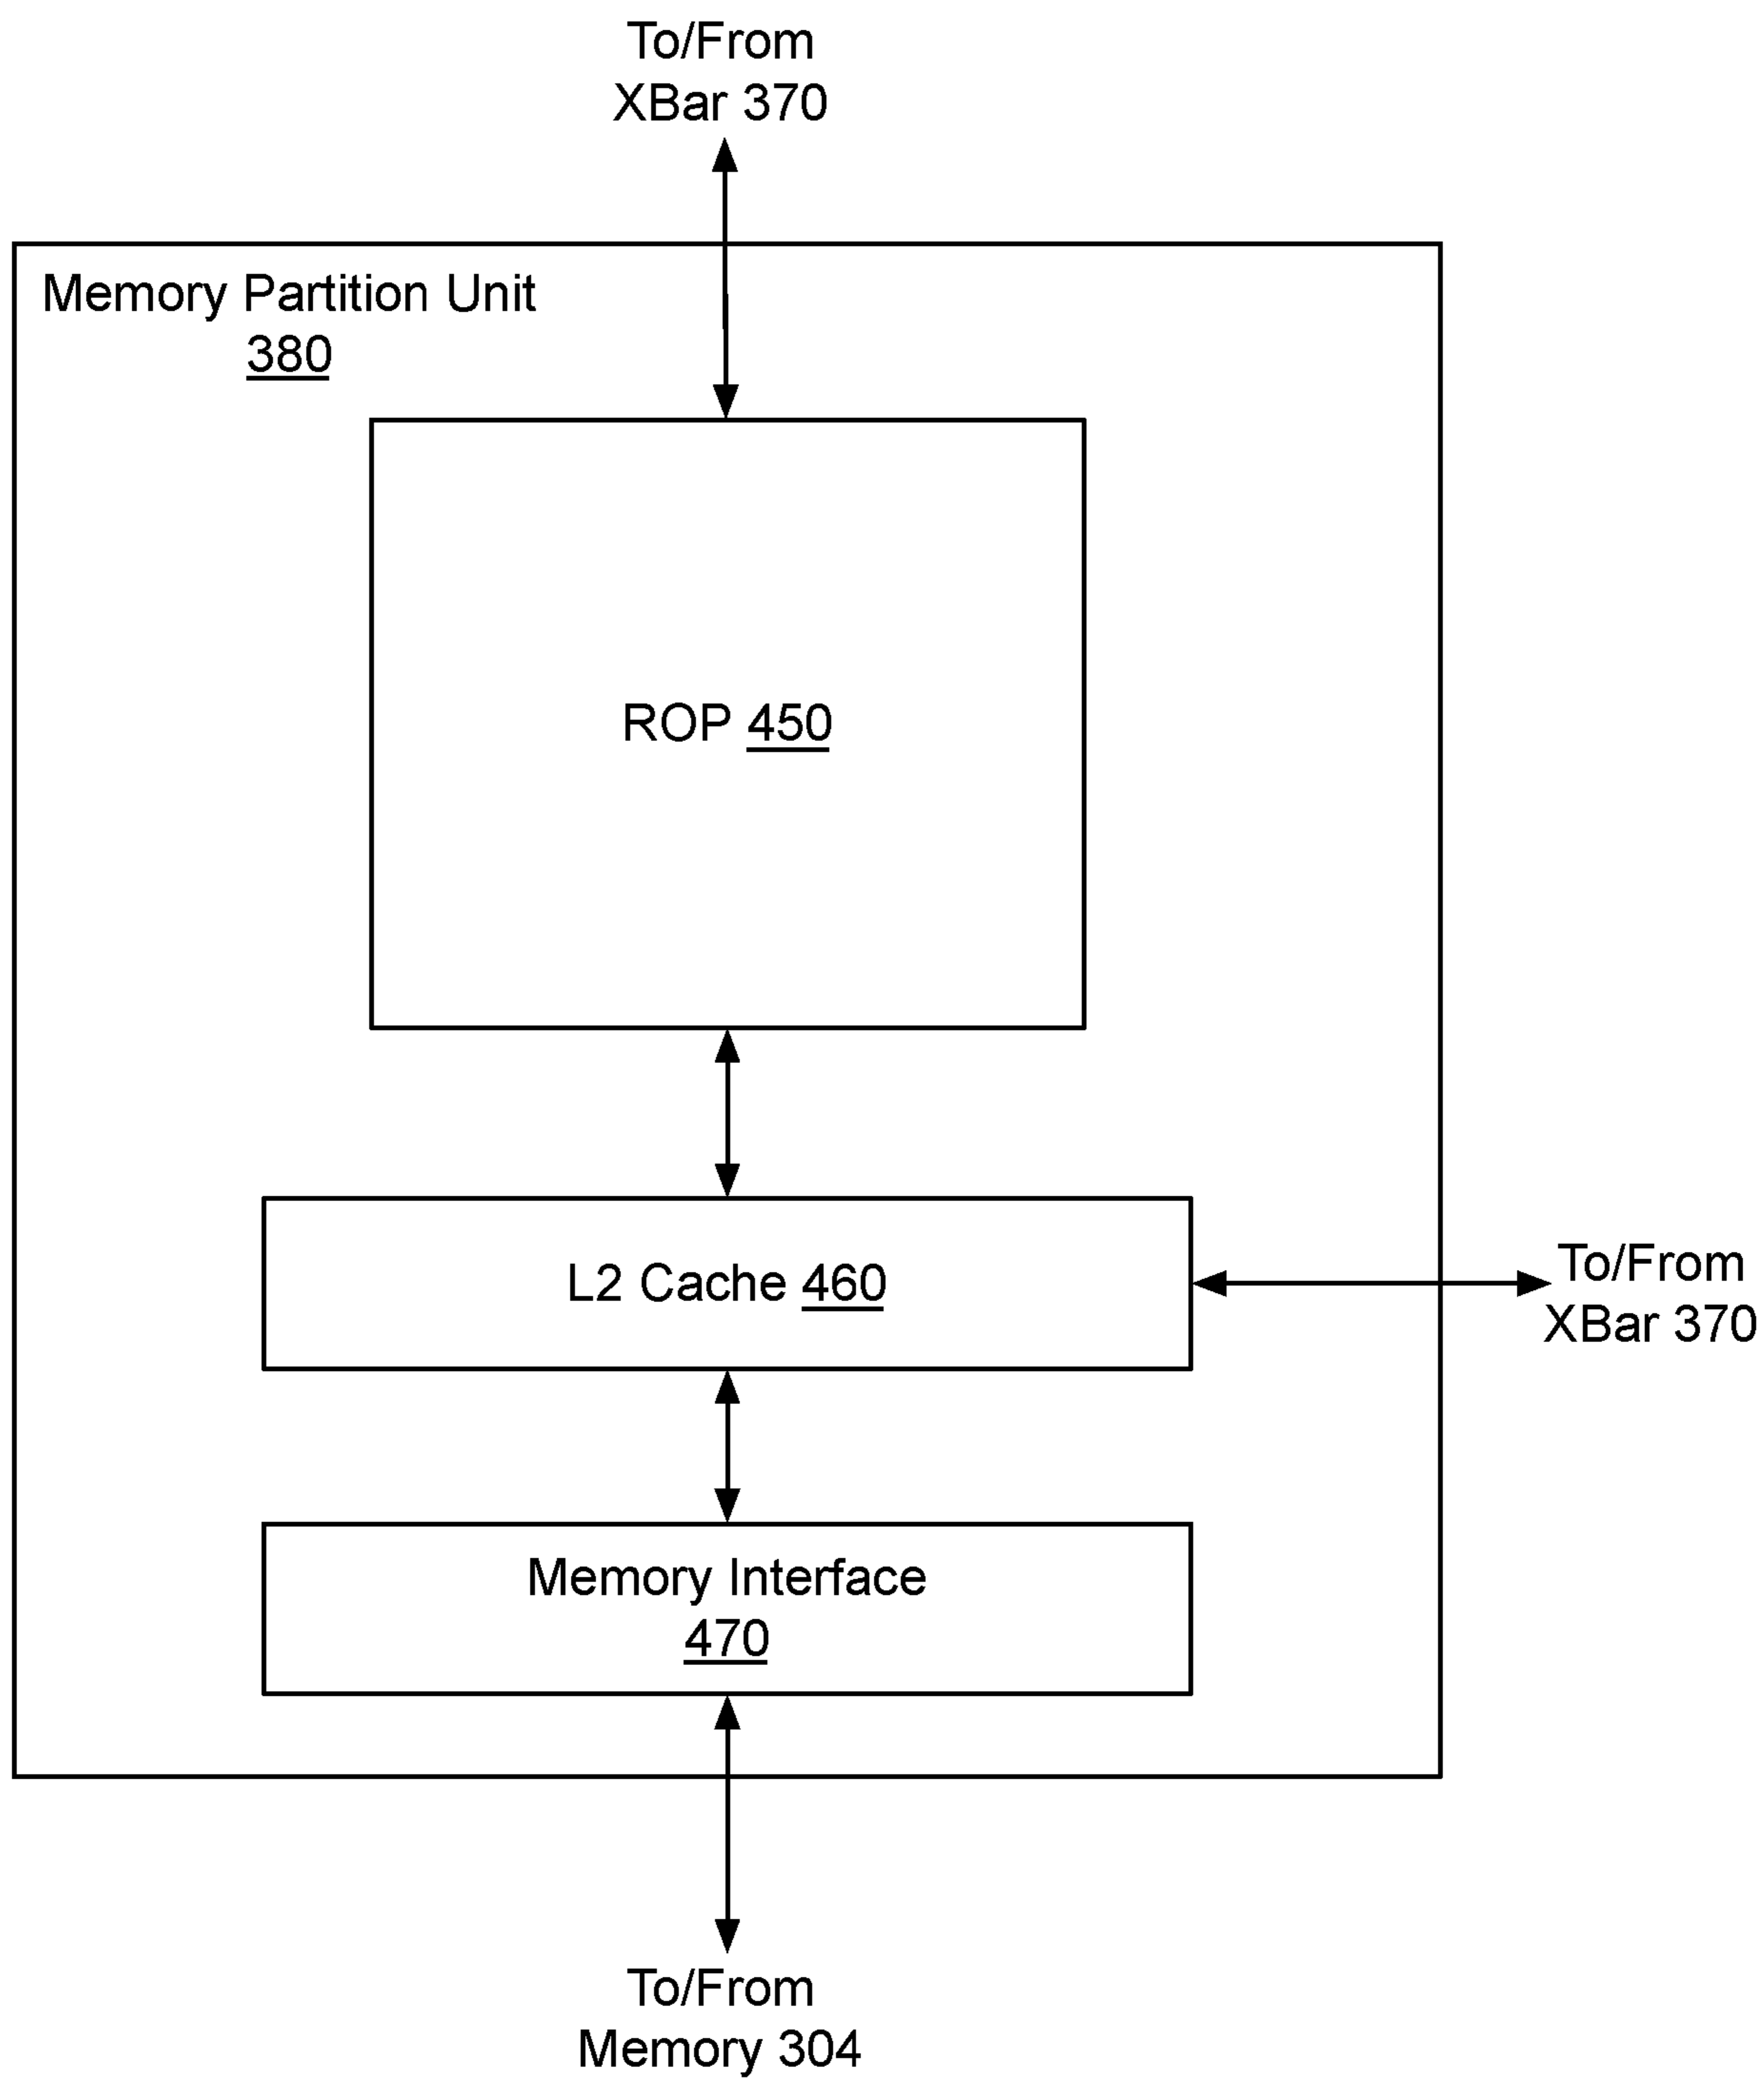 To/From
XBar 370
Memory Partition Unit
380
ROP 450
L2 Cache 460
To/From
XBar 370
Memory Interface
470
To/From
Memory 304